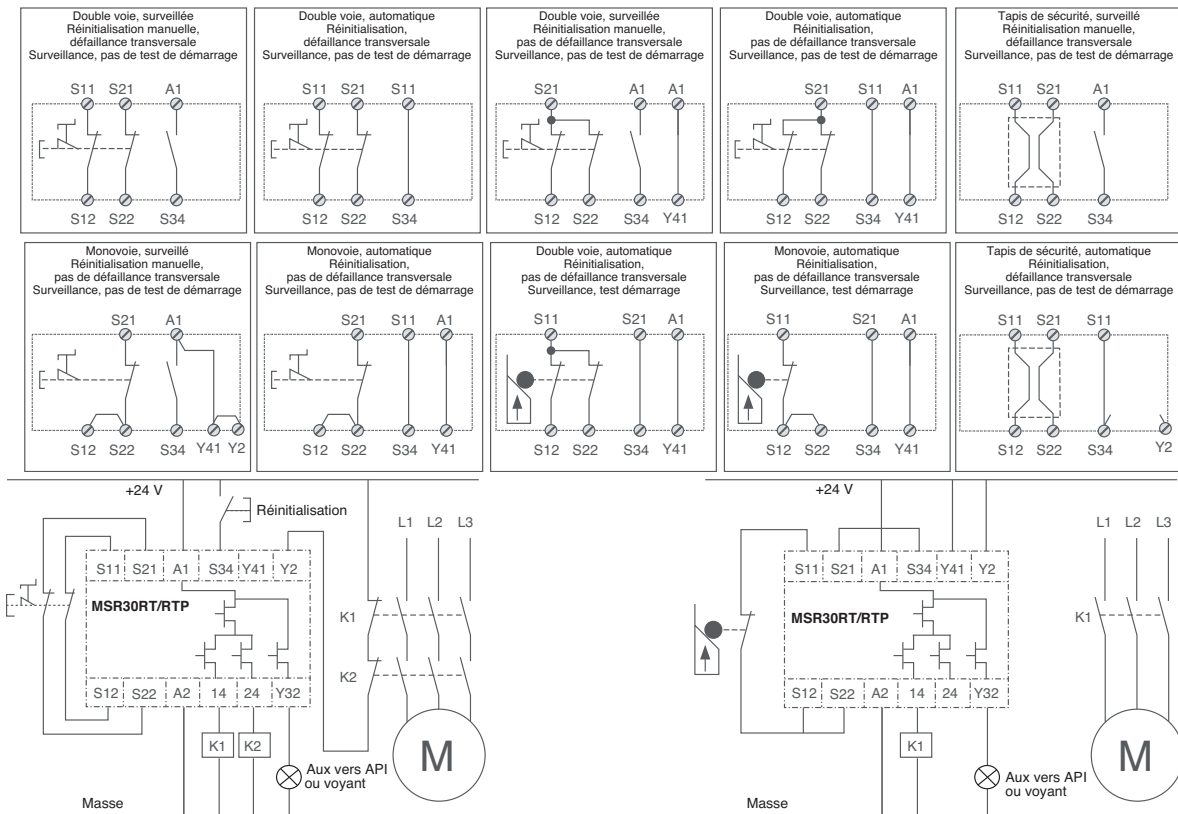 Double voie, surveillée
Réinitialisation manuelle,
défaillance transversale
Surveillance, pas de test de démarrage
S11 S21 A1
S12 S22 S34
Double voie, automatique
Réinitialisation,
défaillance transversale
Surveillance, pas de test de démarrage
S11 S21 S11
S12 S22 S34
Double voie, surveillée
Réinitialisation manuelle,
pas de défaillance transversale
Surveillance, pas de test de démarrage
S21 A1 A1
S12 S22 S34 Y41
Double voie, automatique
Réinitialisation,
pas de défaillance transversale
Surveillance, pas de test de démarrage
S21 S11 A1
S12 S22 S34 Y41
Tapis de sécurité, surveillé
Réinitialisation manuelle,
défaillance transversale
Surveillance, pas de test de démarrage
S11 S21 A1
S12 S22 S34
Monovoie, surveillé
Réinitialisation manuelle,
pas de défaillance transversale
Surveillance, pas de test de démarrage
S21 A1
S12 S22 S34 Y41 Y2
Monovoie, automatique
Réinitialisation,
pas de défaillance transversale
Surveillance, pas de test de démarrage
S21 S11 A1
S12 S22 S34 Y41
Double voie, automatique
Réinitialisation,
pas de défaillance transversale
Surveillance, test démarrage
S11 S21 A1
S12 S22 S34 Y41
Monovoie, automatique
Réinitialisation,
pas de défaillance transversale
Surveillance, test démarrage
S11 S21 A1
S12 S22 S34 Y41
Tapis de sécurité, automatique
Réinitialisation,
défaillance transversale
Surveillance, pas de test de démarrage
S11 S21 S11
S12 S22 S34 Y2
+24 V
Réinitialisation
L1 L2 L3
S11 S21 A1 S34 Y41 Y2
MSR30RT/RTP
K1
K2
S12 S22 A2 14 24 Y32
K1 K2
M
Aux vers API
ou voyant
Masse
+24 V
L1 L2 L3
S11 S21 A1 S34 Y41 Y2
MSR30RT/RTP
K1
S12 S22 A2 14 24 Y32
K1
M
Aux vers API
ou voyant
Masse